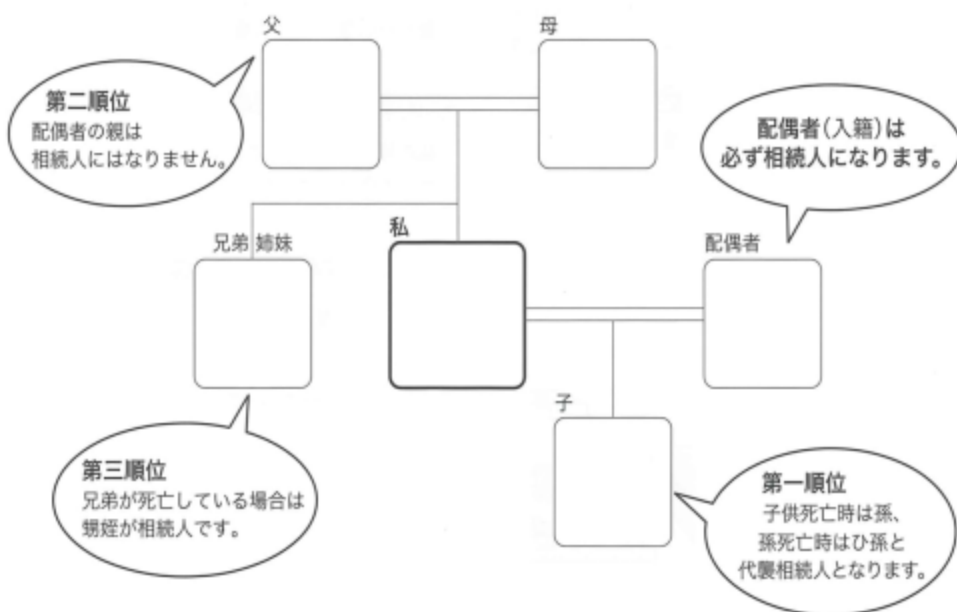 父
母
第二順位
配偶者の親は
相続人にはなりません。
配偶者(入籍)は
必ず相続人になります。
兄弟 姉妹
私
配偶者
子
第三順位
兄弟が死亡している場合は
甥姪が相続人です。
第一順位
子供死亡時は孫、
孫死亡時はひ孫と
代襲相続人となります。